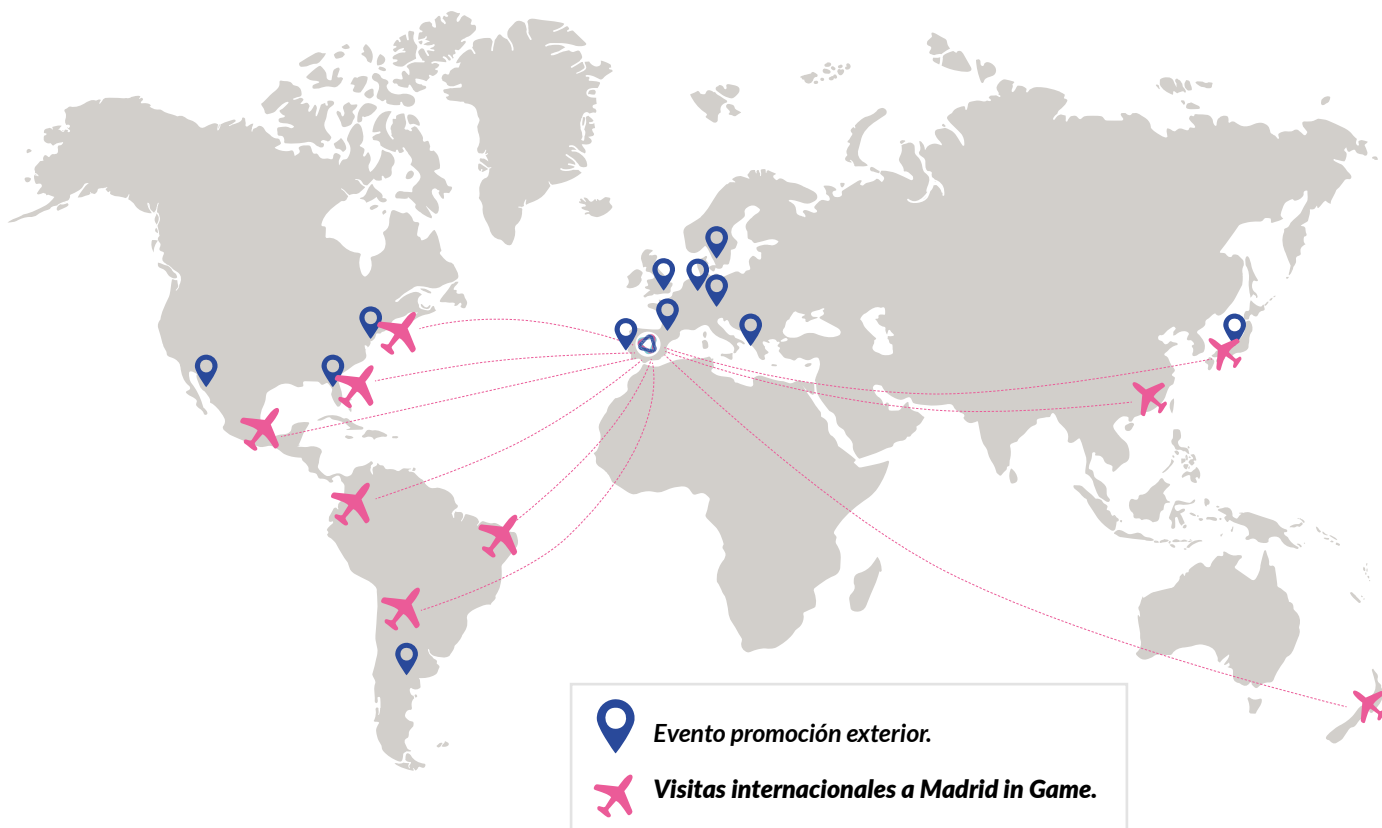 Evento promoción exterior.
Visitas internacionales a Madrid in Game.